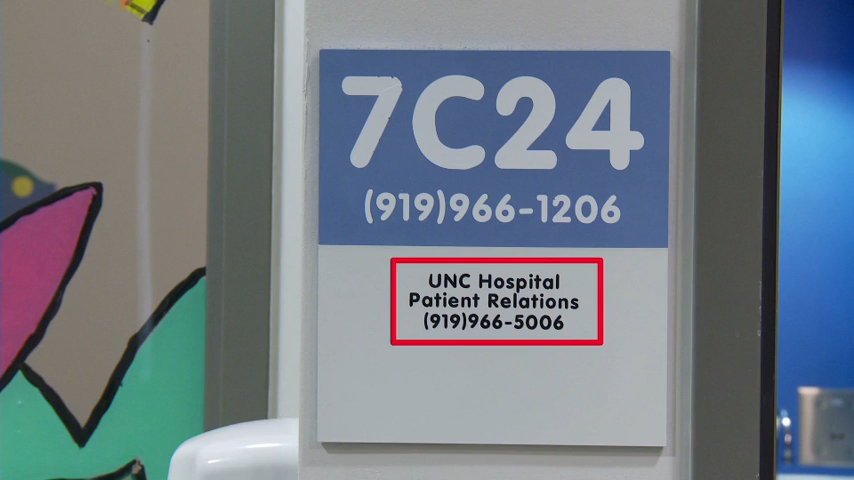 7C24
(919)966-1206
UNC Hospital
Patient Relations
(919)966-5006